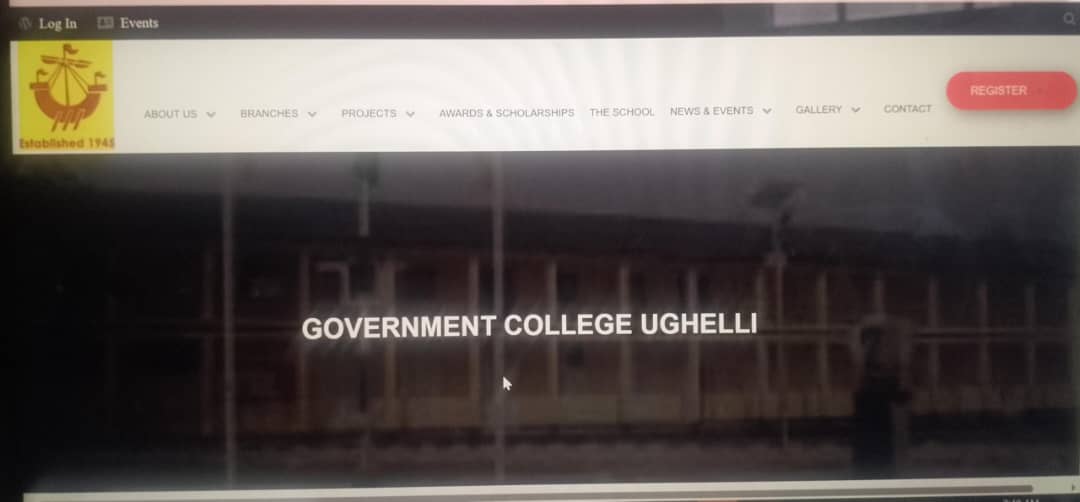 Log In Events
ABOUT US BRANCHES PROJECTS AWARDS & SCHOLARSHIPS THE SCHOOL NEWS & EVENTS GALLERY CONTACT REGISTER
Established 1945
GOVERNMENT COLLEGE UGHELLI